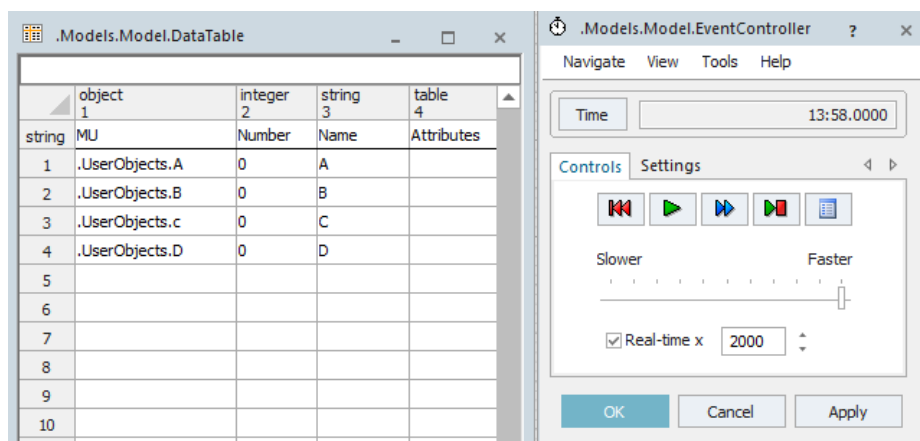 .Models.Model.DataTable
object integer string table
1 2 3 4
string MU Number Name Attributes
1 .UserObjects.A 0 A
2 .UserObjects.B 0 B
3 .UserObjects.c 0 C
4 .UserObjects.D 0 D
5
6
7
8
9
10
.Models.Model.EventController ?
Navigate View Tools Help
Time 13:58.0000
Controls Settings
Slower Faster
Real-time x 2000
OK Cancel Apply